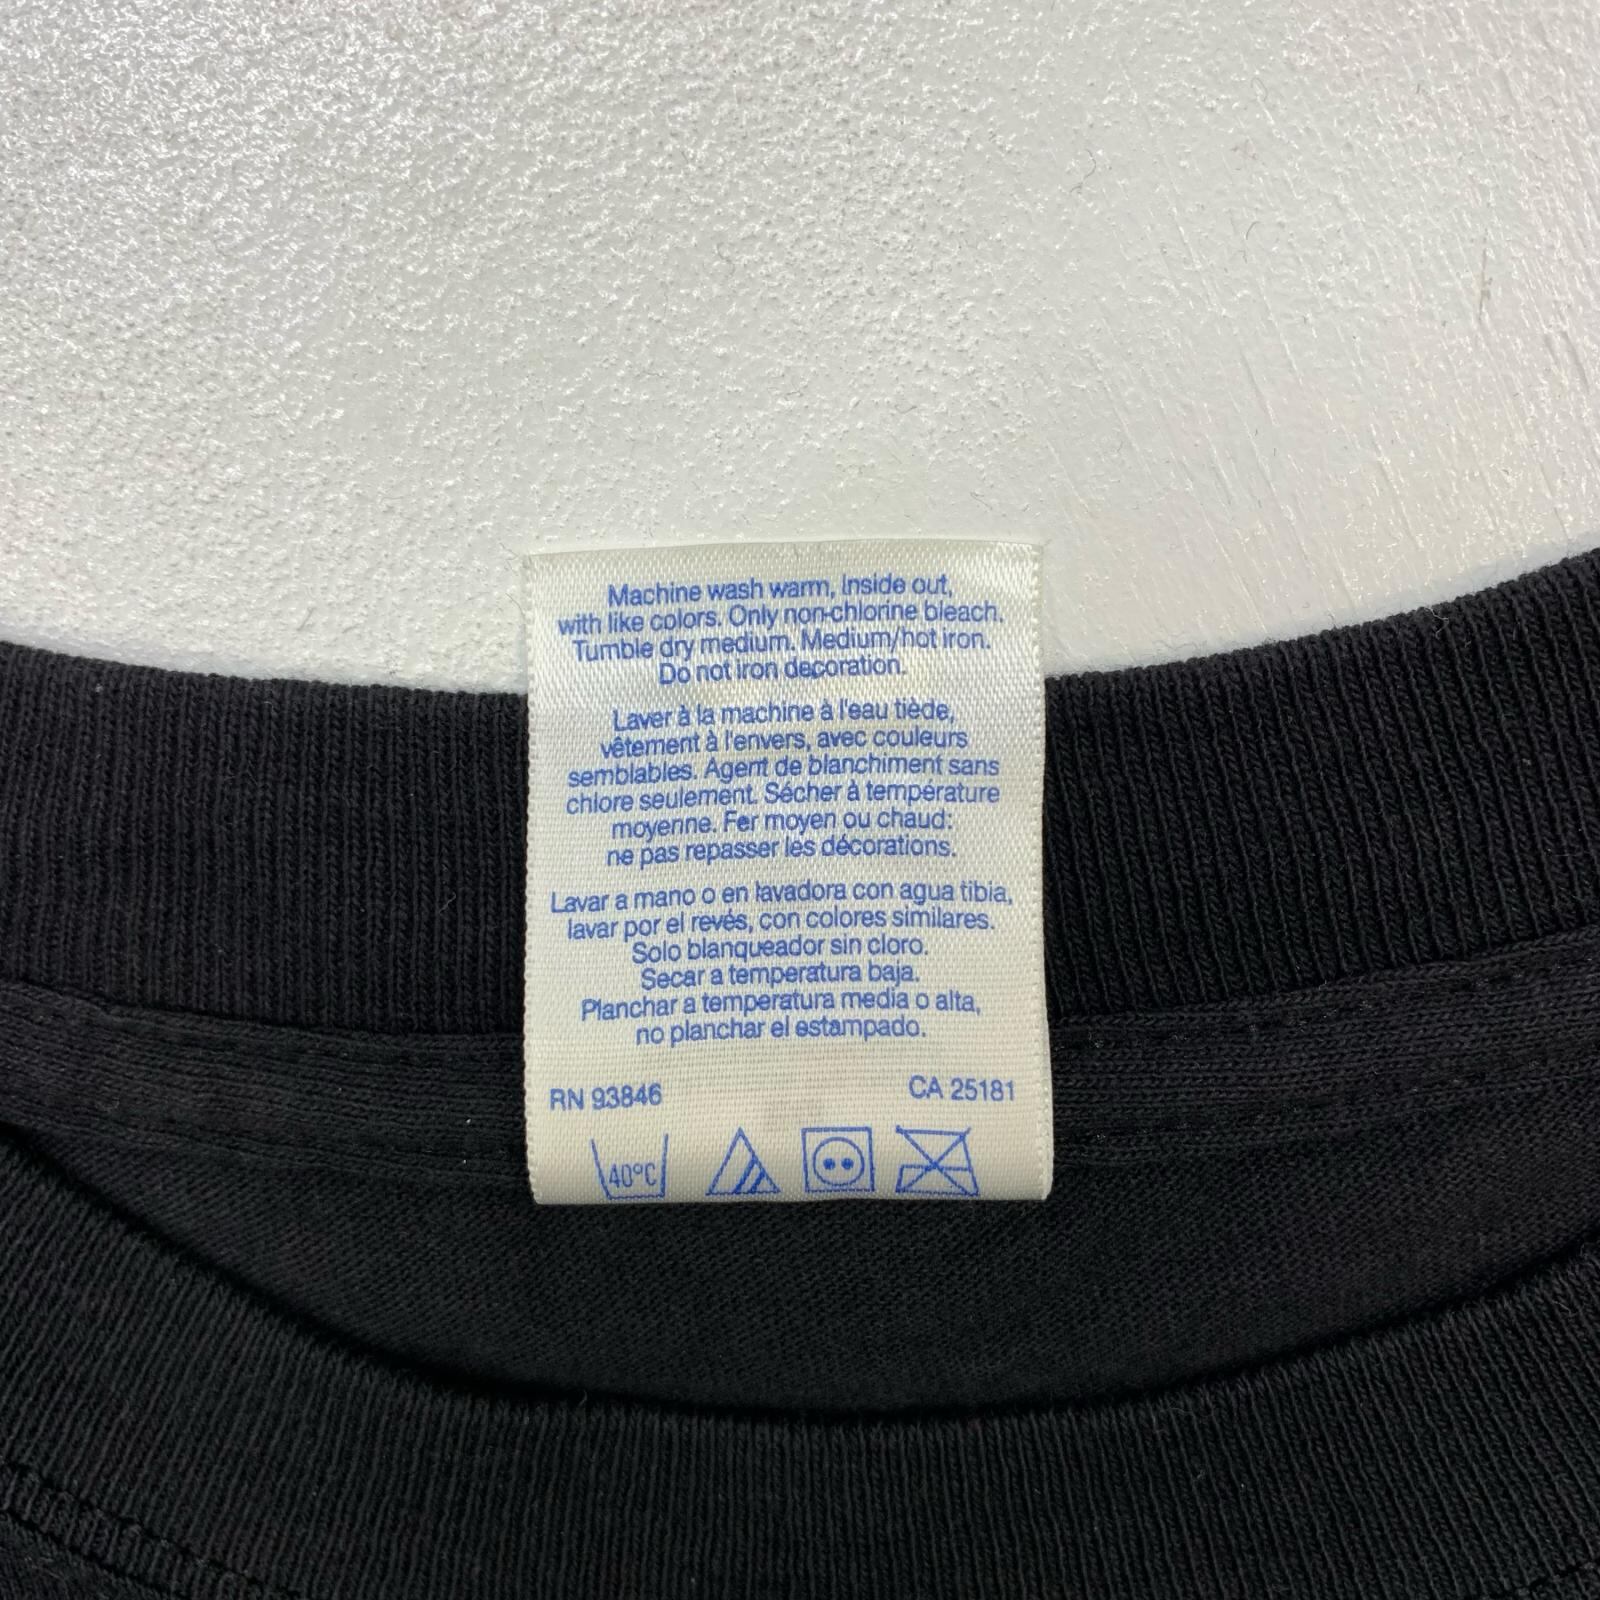 Machine wash warm, Inside out,
with like colors. Only non-chlorine bleach.
Tumble dry medium. Medium/hot iron.
Do not iron decoration.
Laver à la machine à l'eau tiède,
vêtement à l'envers, avec couleurs
semblables. Agent de blanchiment sans
chlore seulement. Sécher à température
moyenne. Fer moyen ou chaud:
ne pas repasser les décorations.
Lavar a mano o en lavadora con agua tibia,
lavar por el revés, con colores similares.
Solo blanqueador sin cloro.
Secar a temperatura baja.
Planchar a temperatura media o alta,
no planchar el estampado.
RN 93846 CA 25181
40°C